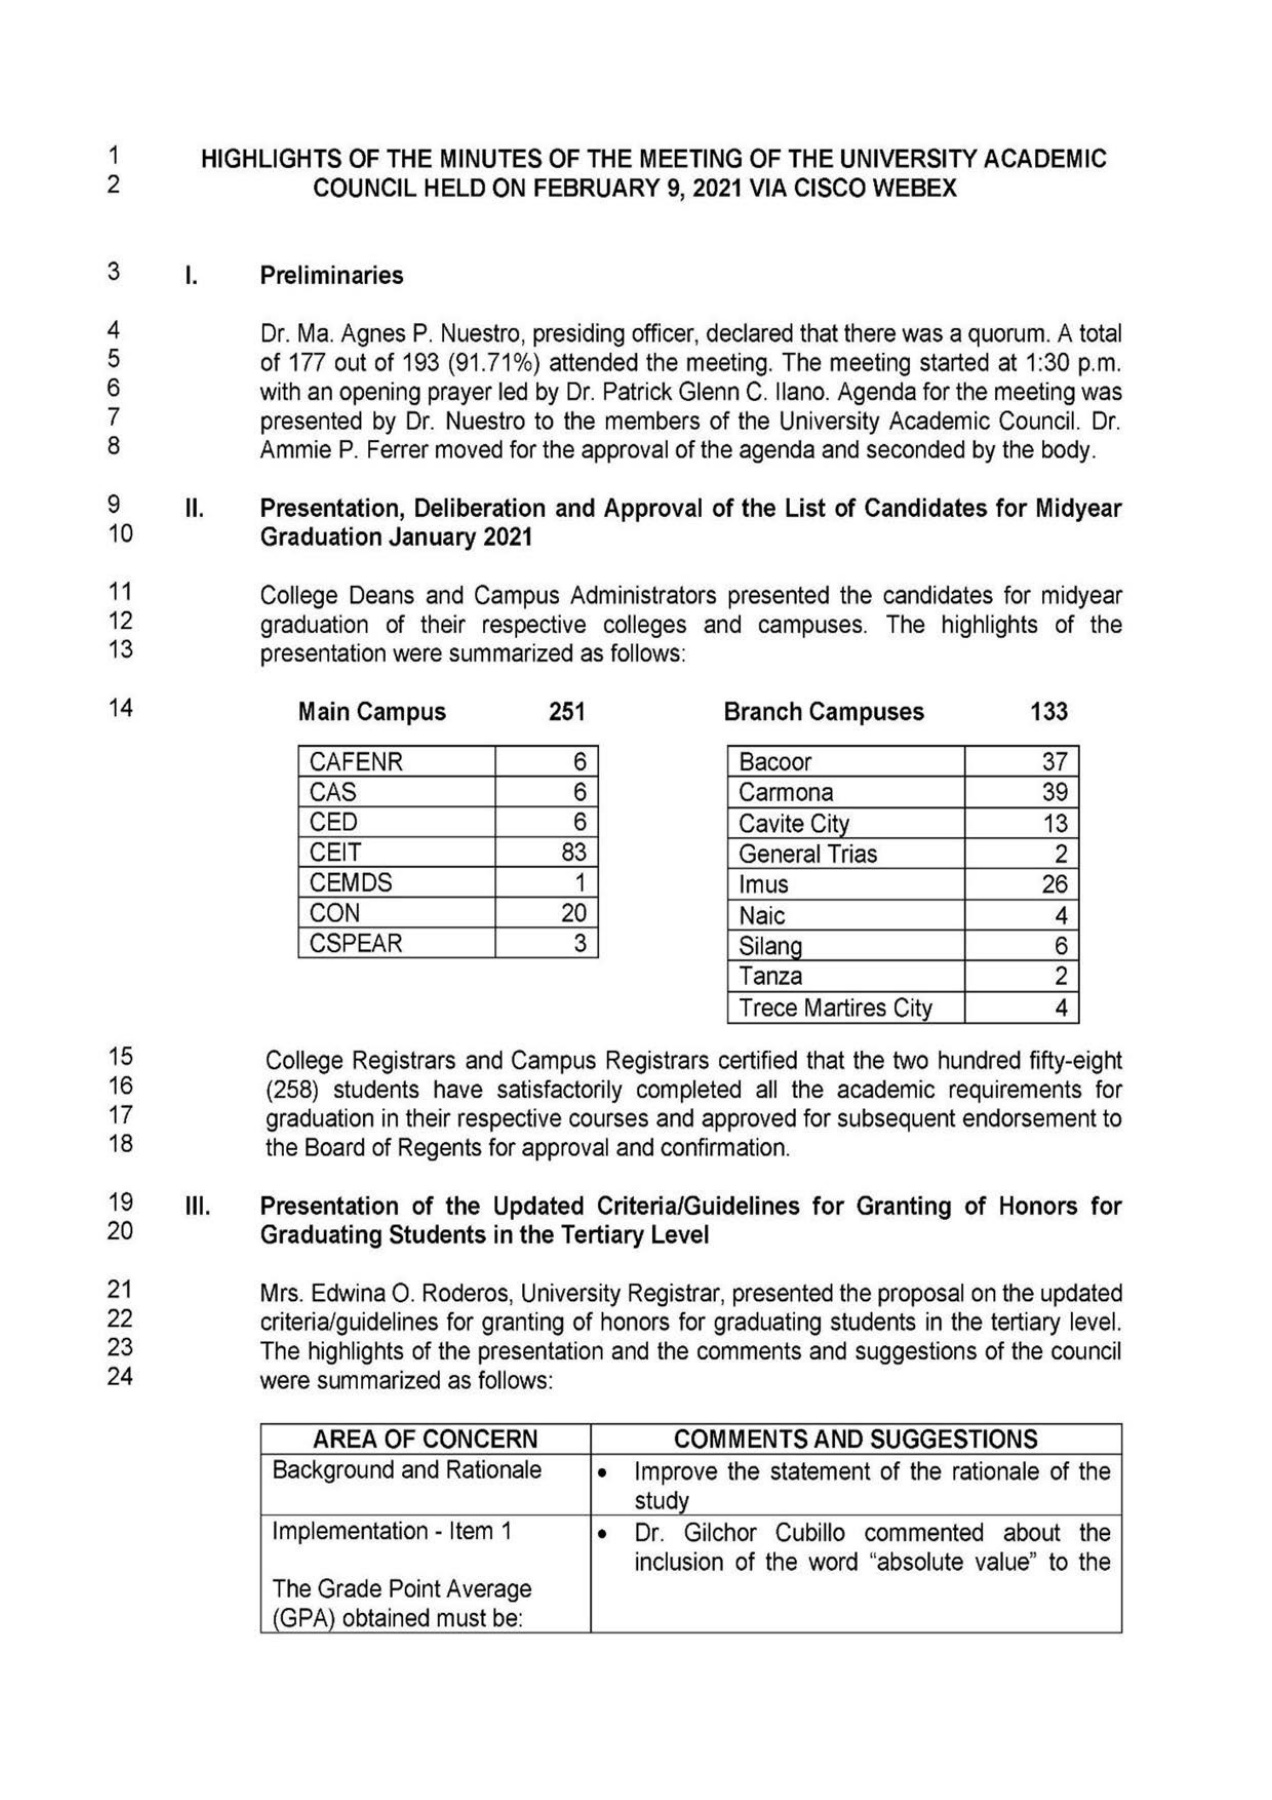 1 HIGHLIGHTS OF THE MINUTES OF THE MEETING OF THE UNIVERSITY ACADEMIC
2 COUNCIL HELD ON FEBRUARY 9, 2021 VIA CISCO WEBEX
3 I. Preliminaries
4 Dr. Ma. Agnes P. Nuestro, presiding officer, declared that there was a quorum. A total
5 of 177 out of 193 (91.71%) attended the meeting. The meeting started at 1:30 p.m.
6 with an opening prayer led by Dr. Patrick Glenn C. Ilano. Agenda for the meeting was
7 presented by Dr. Nuestro to the members of the University Academic Council. Dr.
8 Ammie P. Ferrer moved for the approval of the agenda and seconded by the body.
9 II. Presentation, Deliberation and Approval of the List of Candidates for Midyear
10 Graduation January 2021
11 College Deans and Campus Administrators presented the candidates for midyear
12 graduation of their respective colleges and campuses. The highlights of the
13 presentation were summarized as follows:
14 Main Campus 251 Branch Campuses 133
CAFENR 6
CAS 6
CED 6
CEIT 83
CEMDS 1
CON 20
CSPEAR 3
Bacoor 37
Carmona 39
Cavite City 13
General Trias 2
Imus 26
Naic 4
Silang 6
Tanza 2
Trece Martires City 4
15 College Registrars and Campus Registrars certified that the two hundred fifty-eight
16 (258) students have satisfactorily completed all the academic requirements for
17 graduation in their respective courses and approved for subsequent endorsement to
18 the Board of Regents for approval and confirmation.
19 III. Presentation of the Updated Criteria/Guidelines for Granting of Honors for
20 Graduating Students in the Tertiary Level
21 Mrs. Edwina O. Roderos, University Registrar, presented the proposal on the updated
22 criteria/guidelines for granting of honors for graduating students in the tertiary level.
23 The highlights of the presentation and the comments and suggestions of the council
24 were summarized as follows:
AREA OF CONCERN COMMENTS AND SUGGESTIONS
Background and Rationale • Improve the statement of the rationale of the
study
Implementation - Item 1 • Dr. Gilchor Cubillo commented about the
inclusion of the word “absolute value” to the
The Grade Point Average
(GPA) obtained must be: